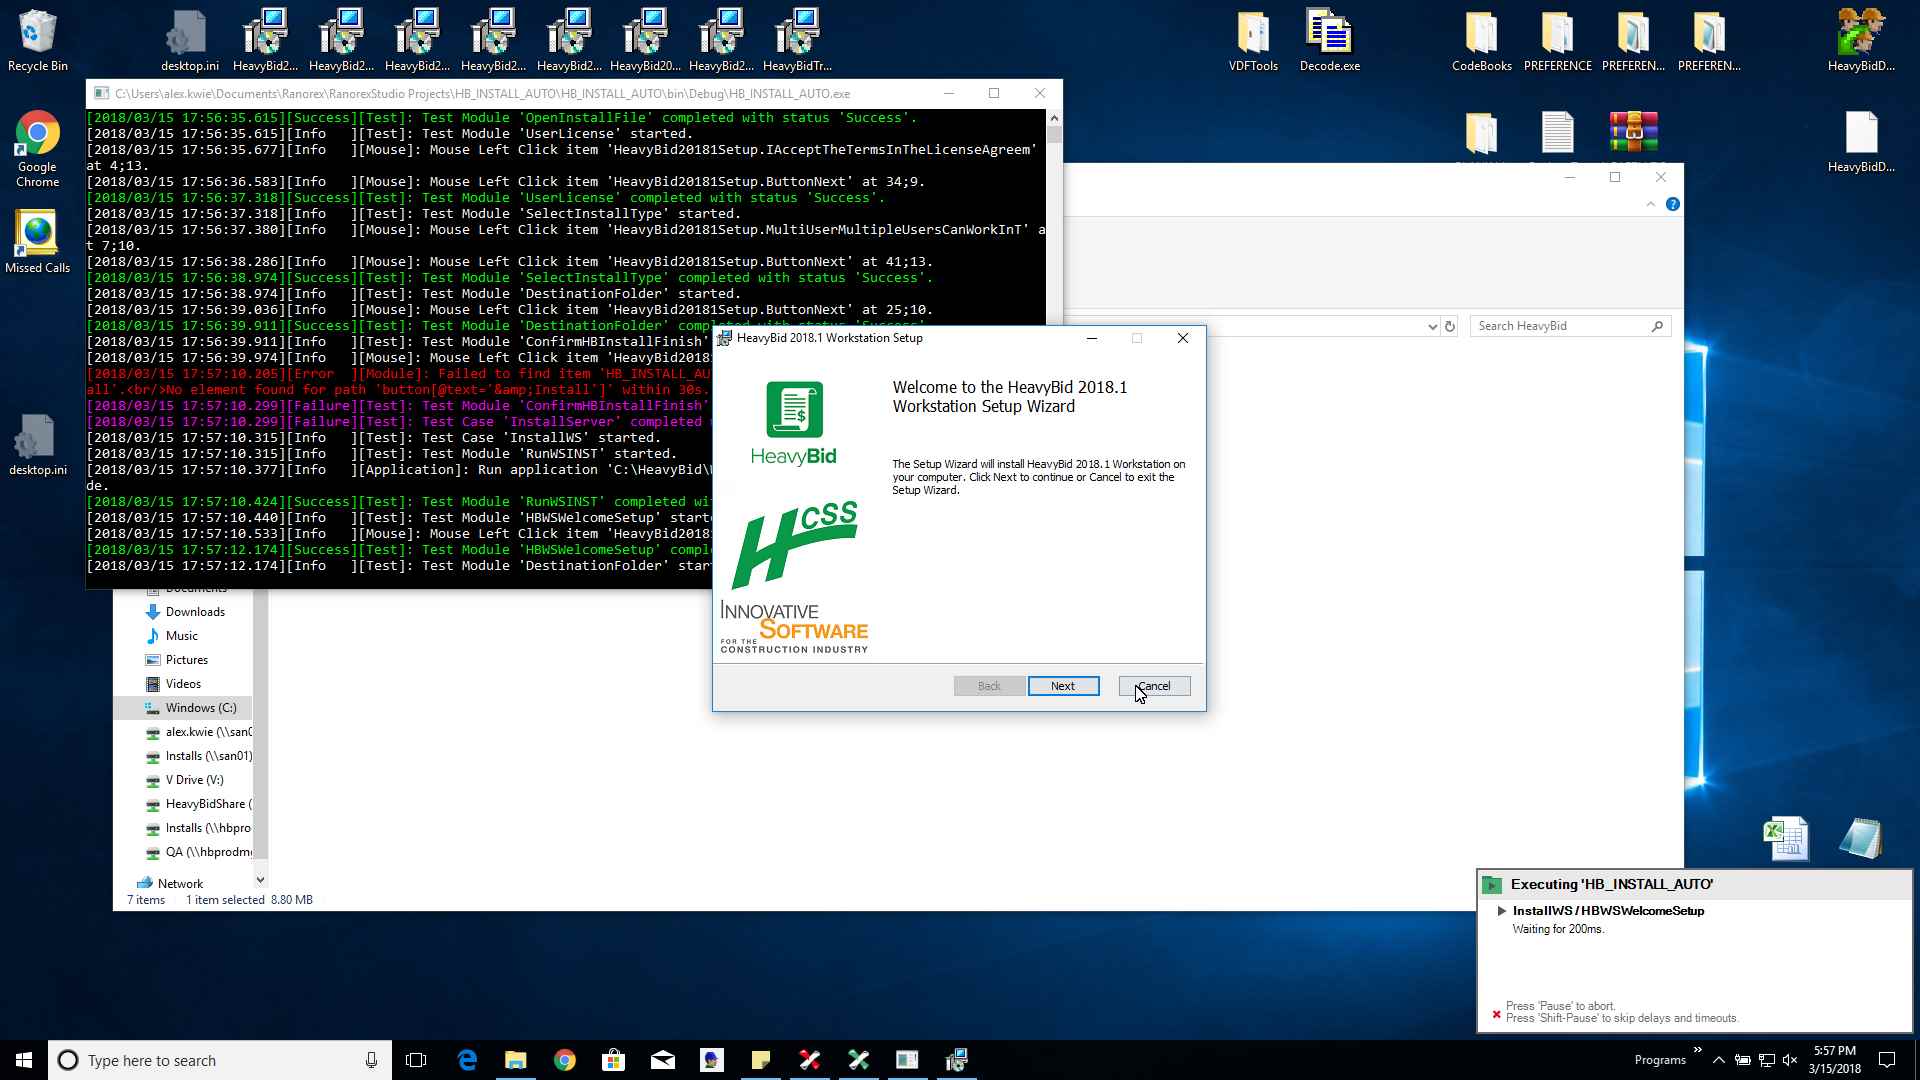 Recycle Bin
desktop.ini
HeavyBid2...
HeavyBid2...
HeavyBid2...
HeavyBid2...
HeavyBid2...
HeavyBid20...
HeavyBid2...
HeavyBidTr...
VDFTools
Decode.exe
CodeBooks
PREFERENCE
PREFEREN...
PREFEREN...
HeavyBidD...
C:\Users\alex.kwie\Documents\Ranorex\RanorexStudio Projects\HB_INSTALL_AUTO\HB_INSTALL_AUTO\bin\Debug\HB_INSTALL_AUTO.exe
[2018/03/15 17:56:35.615][Success][Test]: Test Module 'OpenInstallFile' completed with status 'Success'.
[2018/03/15 17:56:35.615][Info   ][Test]: Test Module 'UserLicense' started.
[2018/03/15 17:56:35.677][Info   ][Mouse]: Mouse Left Click item 'HeavyBid20181Setup.IAcceptTheTermsInTheLicenseAgreem'
at 4;13.
[2018/03/15 17:56:36.583][Info   ][Mouse]: Mouse Left Click item 'HeavyBid20181Setup.ButtonNext' at 34;9.
[2018/03/15 17:56:37.318][Success][Test]: Test Module 'UserLicense' completed with status 'Success'.
[2018/03/15 17:56:37.318][Info   ][Test]: Test Module 'SelectInstallType' started.
[2018/03/15 17:56:37.380][Info   ][Mouse]: Mouse Left Click item 'HeavyBid20181Setup.MultiUserMultipleUsersCanWorkInT' a
t 7;10.
[2018/03/15 17:56:38.286][Info   ][Mouse]: Mouse Left Click item 'HeavyBid20181Setup.ButtonNext' at 41;13.
[2018/03/15 17:56:38.974][Success][Test]: Test Module 'SelectInstallType' completed with status 'Success'.
[2018/03/15 17:56:38.974][Info   ][Test]: Test Module 'DestinationFolder' started.
[2018/03/15 17:56:39.036][Info   ][Mouse]: Mouse Left Click item 'HeavyBid20181Setup.ButtonNext' at 25;10.
[2018/03/15 17:56:39.911][Success][Test]: Test Module 'DestinationFolder' completed with status 'Success'.
[2018/03/15 17:56:39.911][Info   ][Test]: Test Module 'ConfirmHBInstallFinish'
[2018/03/15 17:56:39.974][Info   ][Mouse]: Mouse Left Click item 'HeavyBid2018
[2018/03/15 17:57:10.205][Error  ][Module]: Failed to find item 'HB_INSTALL_AU
all'.<br/>No element found for path 'button[@text='&amp;Install']' within 30s.
[2018/03/15 17:57:10.299][Failure][Test]: Test Module 'ConfirmHBInstallFinish'
[2018/03/15 17:57:10.299][Failure][Test]: Test Case 'InstallServer' completed
[2018/03/15 17:57:10.315][Info   ][Test]: Test Case 'InstallWS' started.
[2018/03/15 17:57:10.315][Info   ][Test]: Test Module 'RunWSINST' started.
[2018/03/15 17:57:10.377][Info   ][Application]: Run application 'C:\HeavyBid\
de.
[2018/03/15 17:57:10.424][Success][Test]: Test Module 'RunWSINST' completed wi
[2018/03/15 17:57:10.440][Info   ][Test]: Test Module 'HBWSWelcomeSetup' start
[2018/03/15 17:57:10.533][Info   ][Mouse]: Mouse Left Click item 'HeavyBid2018
[2018/03/15 17:57:12.174][Success][Test]: Test Module 'HBWSWelcomeSetup' compl
[2018/03/15 17:57:12.174][Info   ][Test]: Test Module 'DestinationFolder' star
Google
Chrome
Missed Calls
desktop.ini
HeavyBidD...
Search HeavyBid
HeavyBid 2018.1 Workstation Setup
Welcome to the HeavyBid 2018.1
Workstation Setup Wizard
HeavyBid
The Setup Wizard will install HeavyBid 2018.1 Workstation on
your computer. Click Next to continue or Cancel to exit the
Setup Wizard.
HCSS
INNOVATIVE
SOFTWARE
FOR THE
CONSTRUCTION INDUSTRY
Back
Next
Cancel
Documents
Downloads
Music
Pictures
Videos
Windows (C:)
alex.kwie (\\san0
Installs (\\san01)
V Drive (V:)
HeavyBidShare (
Installs (\\hbpro
QA (\\hbprodm
Network
7 items
1 item selected 8.80 MB
Executing 'HB_INSTALL_AUTO'
InstallWS / HBWSWelcomeSetup
Waiting for 200ms.
Press 'Pause' to abort.
Press 'Shift-Pause' to skip delays and timeouts.
Type here to search
Programs
5:57 PM
3/15/2018